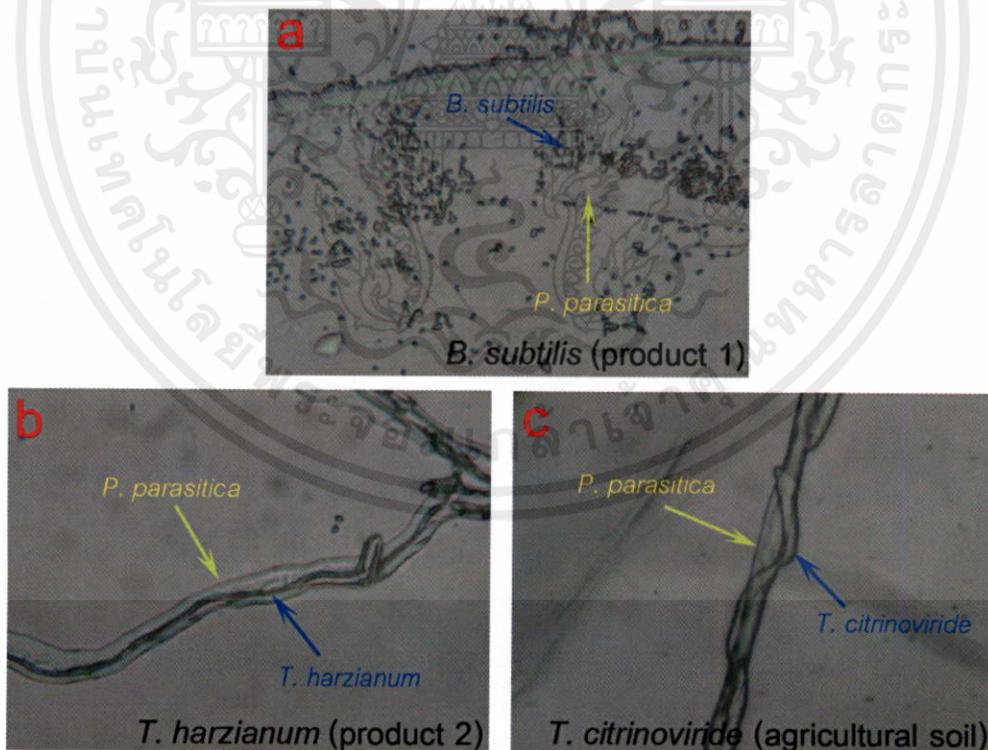 a
B. subtilis
P. parasitica
B. subtilis (product 1)
b
P. parasitica
T. harzianum
T. harzianum (product 2)
c
P. parasitica
T. citrinoviride
T. citrinoviride (agricultural soil)